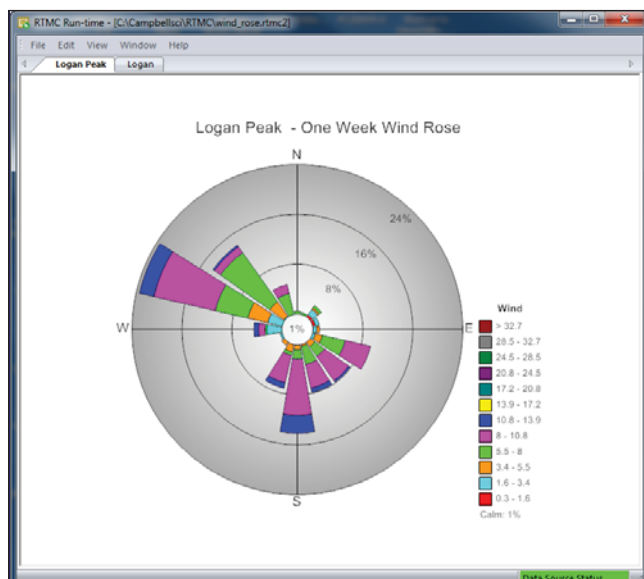 RTMC Run-time - [C:\Campbellsci\RTMC\wind_rose.rtmc2]
File Edit View Window Help
Logan Peak Logan
Logan Peak - One Week Wind Rose
N
24%
16%
8%
W 1% E
S
Wind
> 32.7
28.5 - 32.7
24.5 - 28.5
20.8 - 24.5
17.2 - 20.8
13.9 - 17.2
10.8 - 13.9
8 - 10.8
5.5 - 8
3.4 - 5.5
1.6 - 3.4
0.3 - 1.6
Calm: 1%
Data Source Status